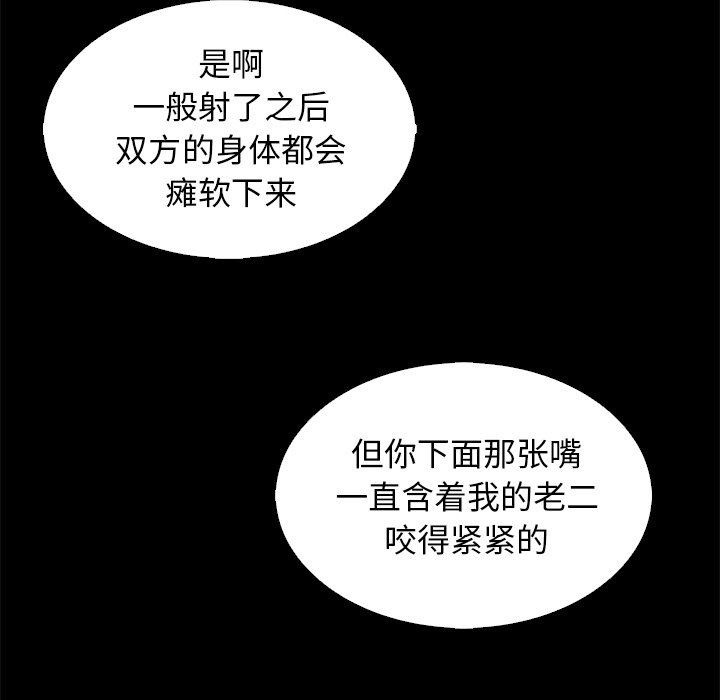 是啊
一般射了之后
双方的身体都会
瘫软下来
但你下面那张嘴
一直含着我的老二
咬得紧紧的